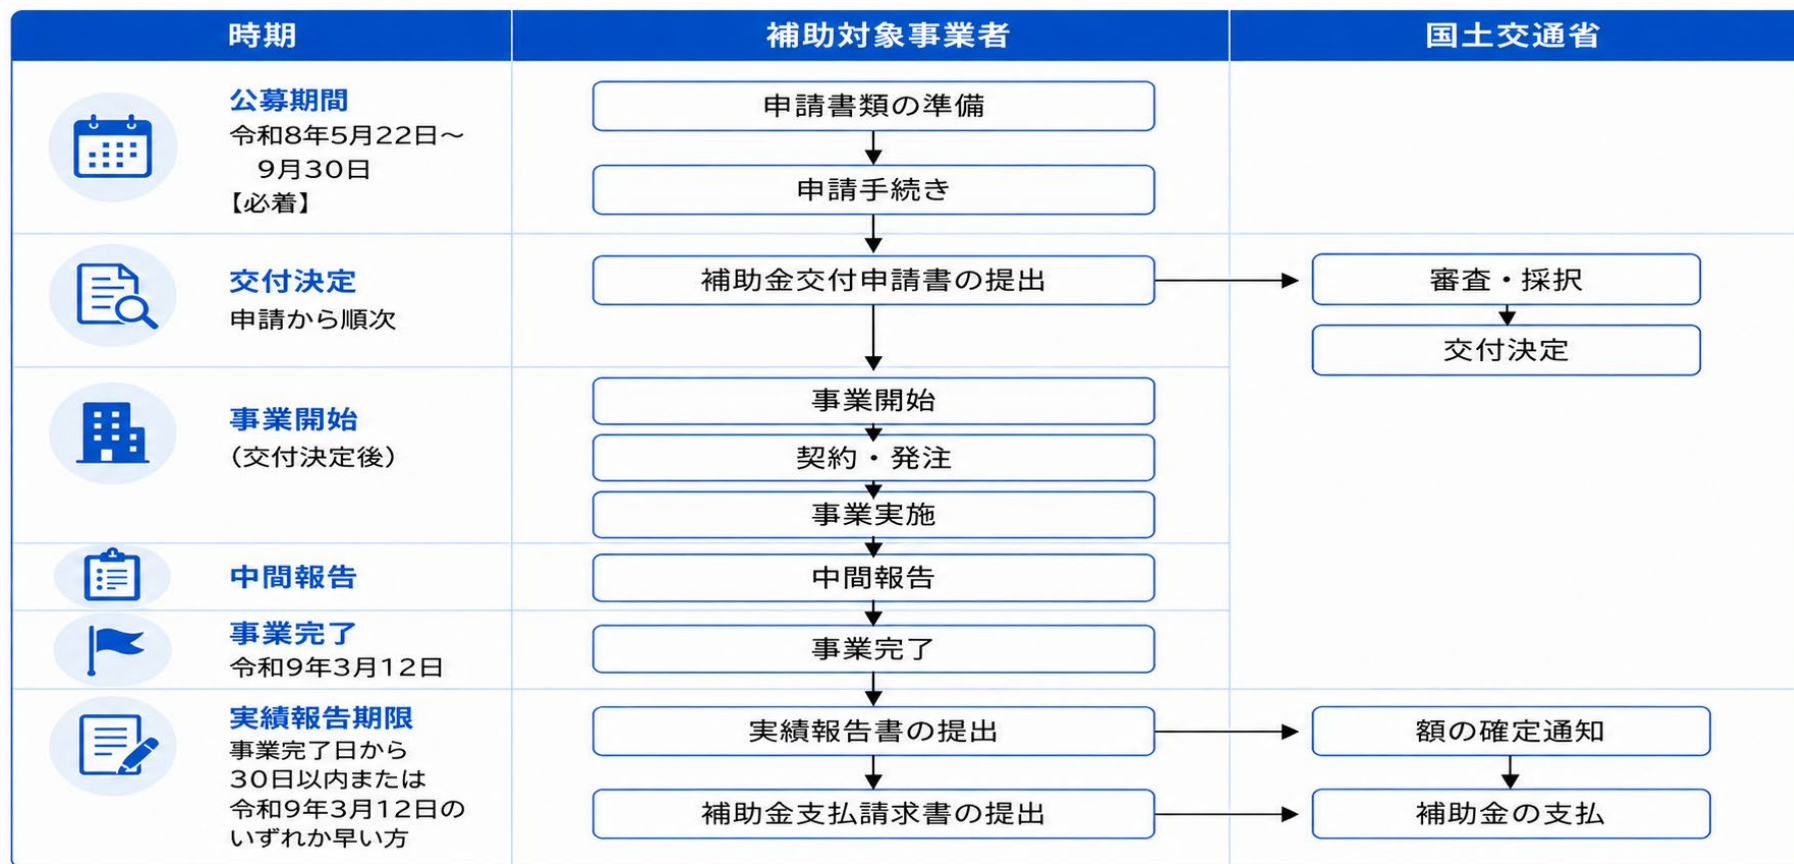 時期
補助対象事業者
国土交通省
公募期間
令和8年5月22日～
9月30日
【必着】
申請書類の準備
申請手続き
交付決定
申請から順次
補助金交付申請書の提出
審査・採択
交付決定
事業開始
（交付決定後）
事業開始
契約・発注
事業実施
中間報告
中間報告
事業完了
令和9年3月12日
事業完了
実績報告期限
事業完了日から
30日以内または
令和9年3月12日の
いずれか早い方
実績報告書の提出
額の確定通知
補助金支払請求書の提出
補助金の支払